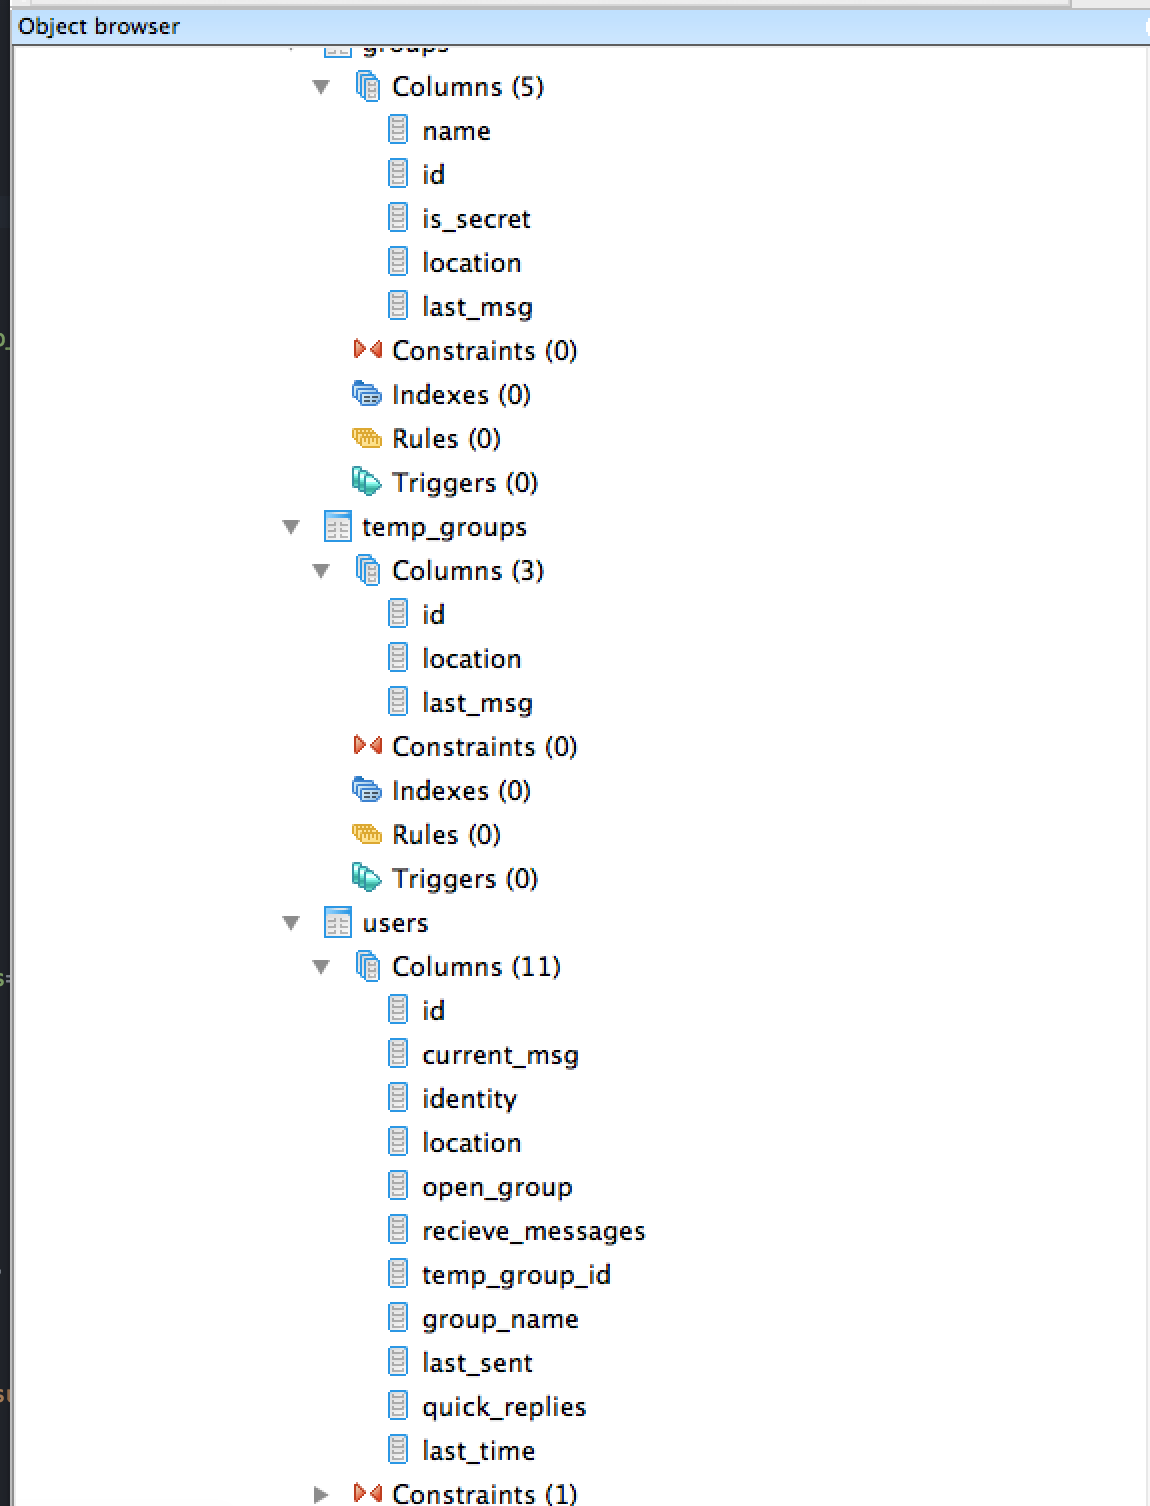 Object browser
groups
Columns (5)
name
id
is_secret
location
last_msg
Constraints (0)
Indexes (0)
Rules (0)
Triggers (0)
temp_groups
Columns (3)
id
location
last_msg
Constraints (0)
Indexes (0)
Rules (0)
Triggers (0)
users
Columns (11)
id
current_msg
identity
location
open_group
recieve_messages
temp_group_id
group_name
last_sent
quick_replies
last_time
Constraints (1)